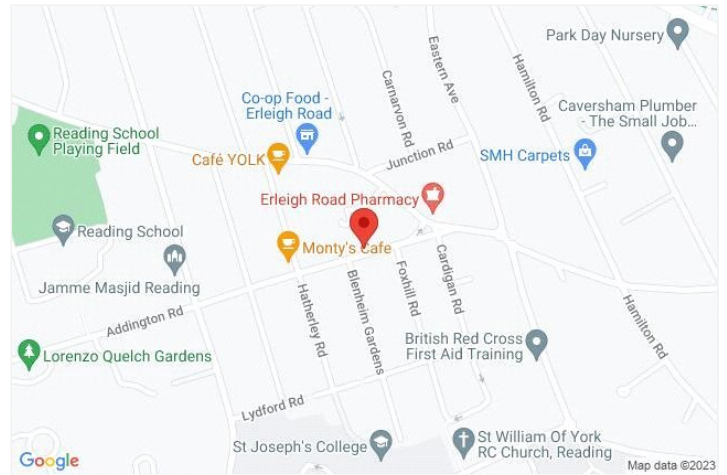 Park Day Nursery
Eastern Ave
Hamilton Rd
Carnarvon Rd
Co-op Food -
Erleigh Road
Caversham Plumber
- The Small Job...
Reading School
Playing Field
Café YOLK
Junction Rd
SMH Carpets
Erleigh Road Pharmacy
Reading School
Monty's Cafe
Jamme Masjid Reading
Addington Rd
Hatherley Rd
Blenheim Gardens
Foxhill Rd
Cardigan Rd
Hamilton Rd
British Red Cross
First Aid Training
Lorenzo Quelch Gardens
Lydford Rd
St Joseph's College
St William Of York
RC Church, Reading
Google
Map data ©2023